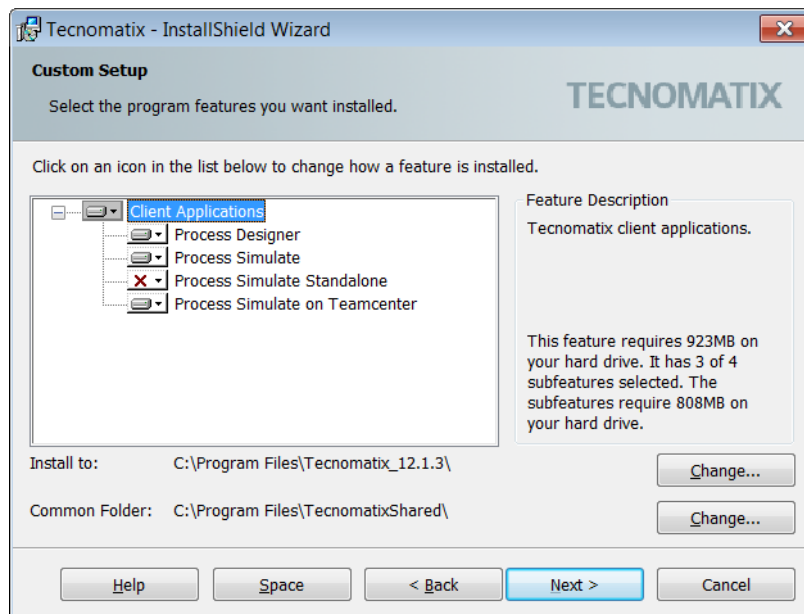 Tecnomatix - InstallShield Wizard
Custom Setup
Select the program features you want installed.
TECNOMATIX
Click on an icon in the list below to change how a feature is installed.
Client Applications
Process Designer
Process Simulate
Process Simulate Standalone
Process Simulate on Teamcenter
Feature Description
Tecnomatix client applications.
This feature requires 923MB on
your hard drive. It has 3 of 4
subfeatures selected. The
subfeatures require 808MB on
your hard drive.
Install to: C:\Program Files\Tecnomatix_12.1.3\
Change...
Common Folder: C:\Program Files\TecnomatixShared\
Change...
Help Space < Back Next > Cancel